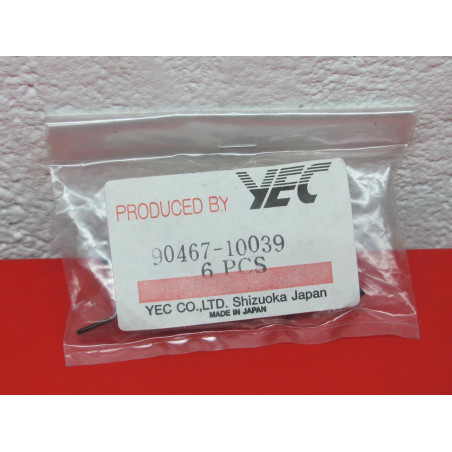 PRODUCED BY YEC
90467-10039
6 PCS
YEC CO.,LTD. Shizuoka Japan
MADE IN JAPAN